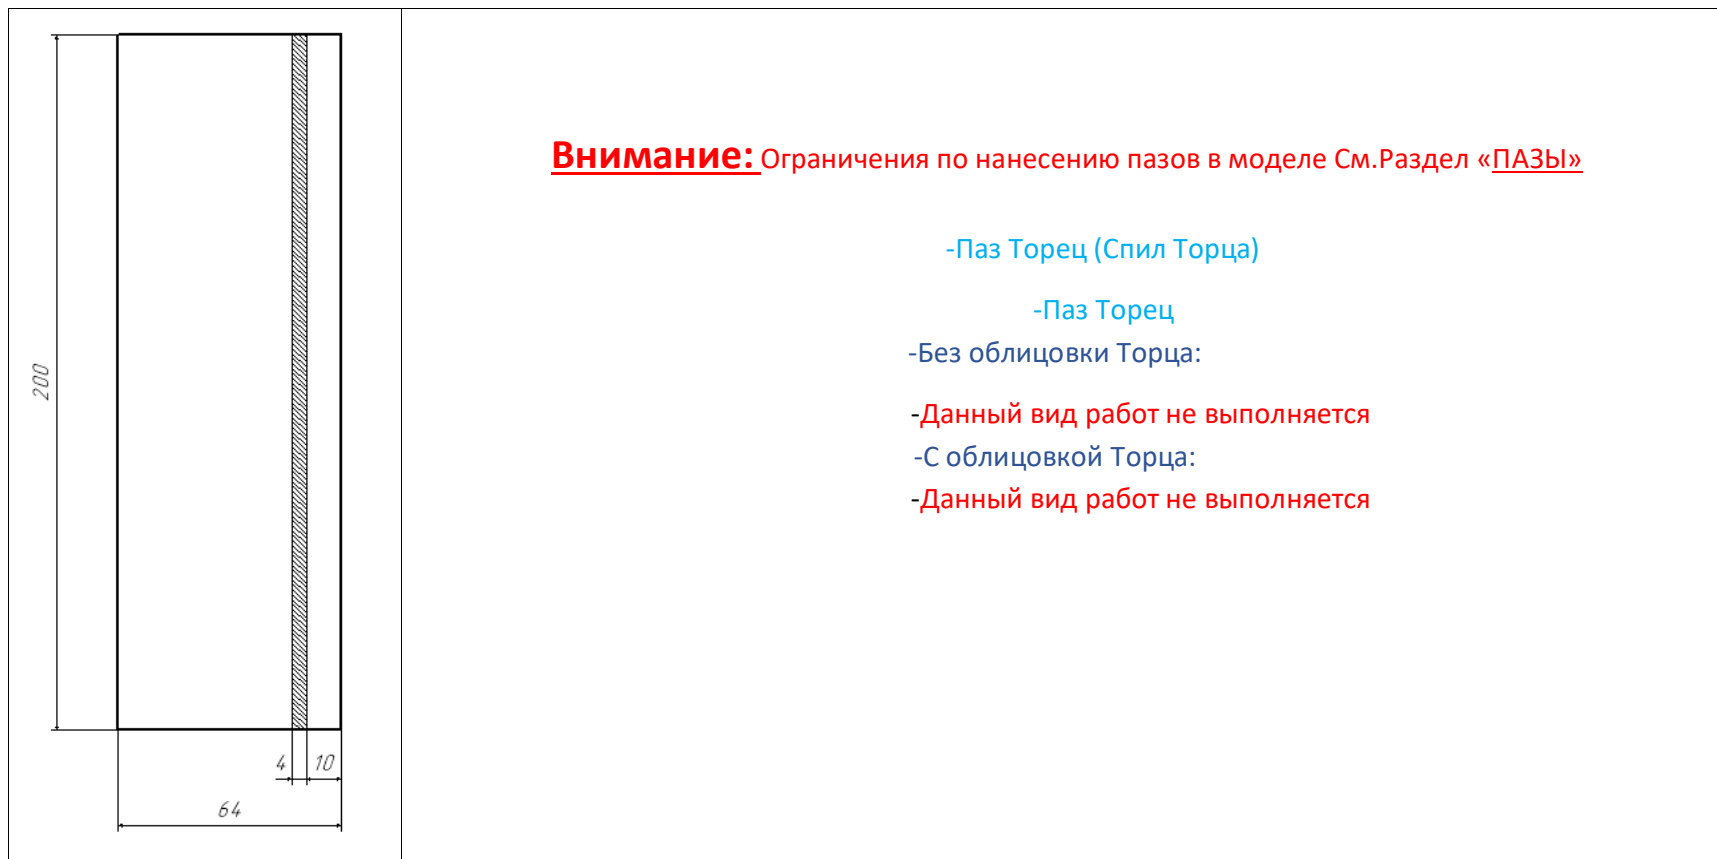 Внимание: Ограничения по нанесению пазов в моделе См.Раздел «ПАЗЫ»
-Паз Торец (Спил Торца)
-Паз Торец
-Без облицовки Торца:
-Данный вид работ не выполняется
-С облицовкой Торца:
-Данный вид работ не выполняется
200
4
10
64